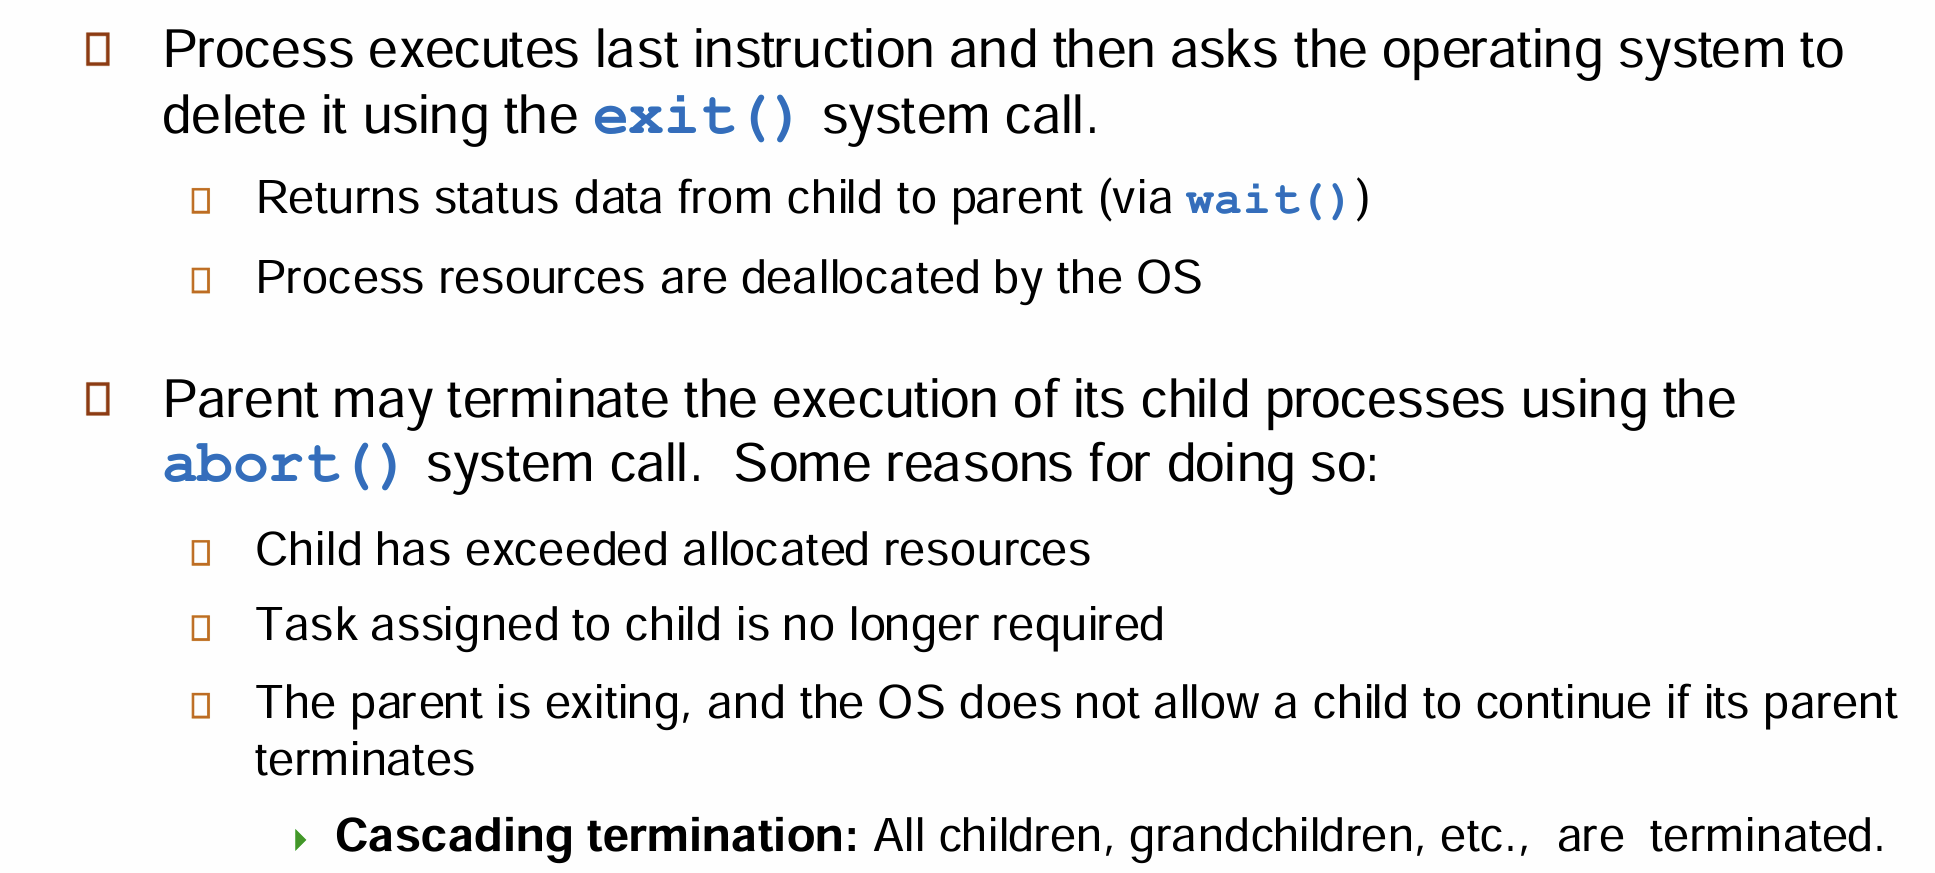 Process executes last instruction and then asks the operating system to
delete it using the exit() system call.
Returns status data from child to parent (via wait())
Process resources are deallocated by the OS
Parent may terminate the execution of its child processes using the
abort() system call. Some reasons for doing so:
Child has exceeded allocated resources
Task assigned to child is no longer required
The parent is exiting, and the OS does not allow a child to continue if its parent
terminates
Cascading termination: All children, grandchildren, etc., are terminated.